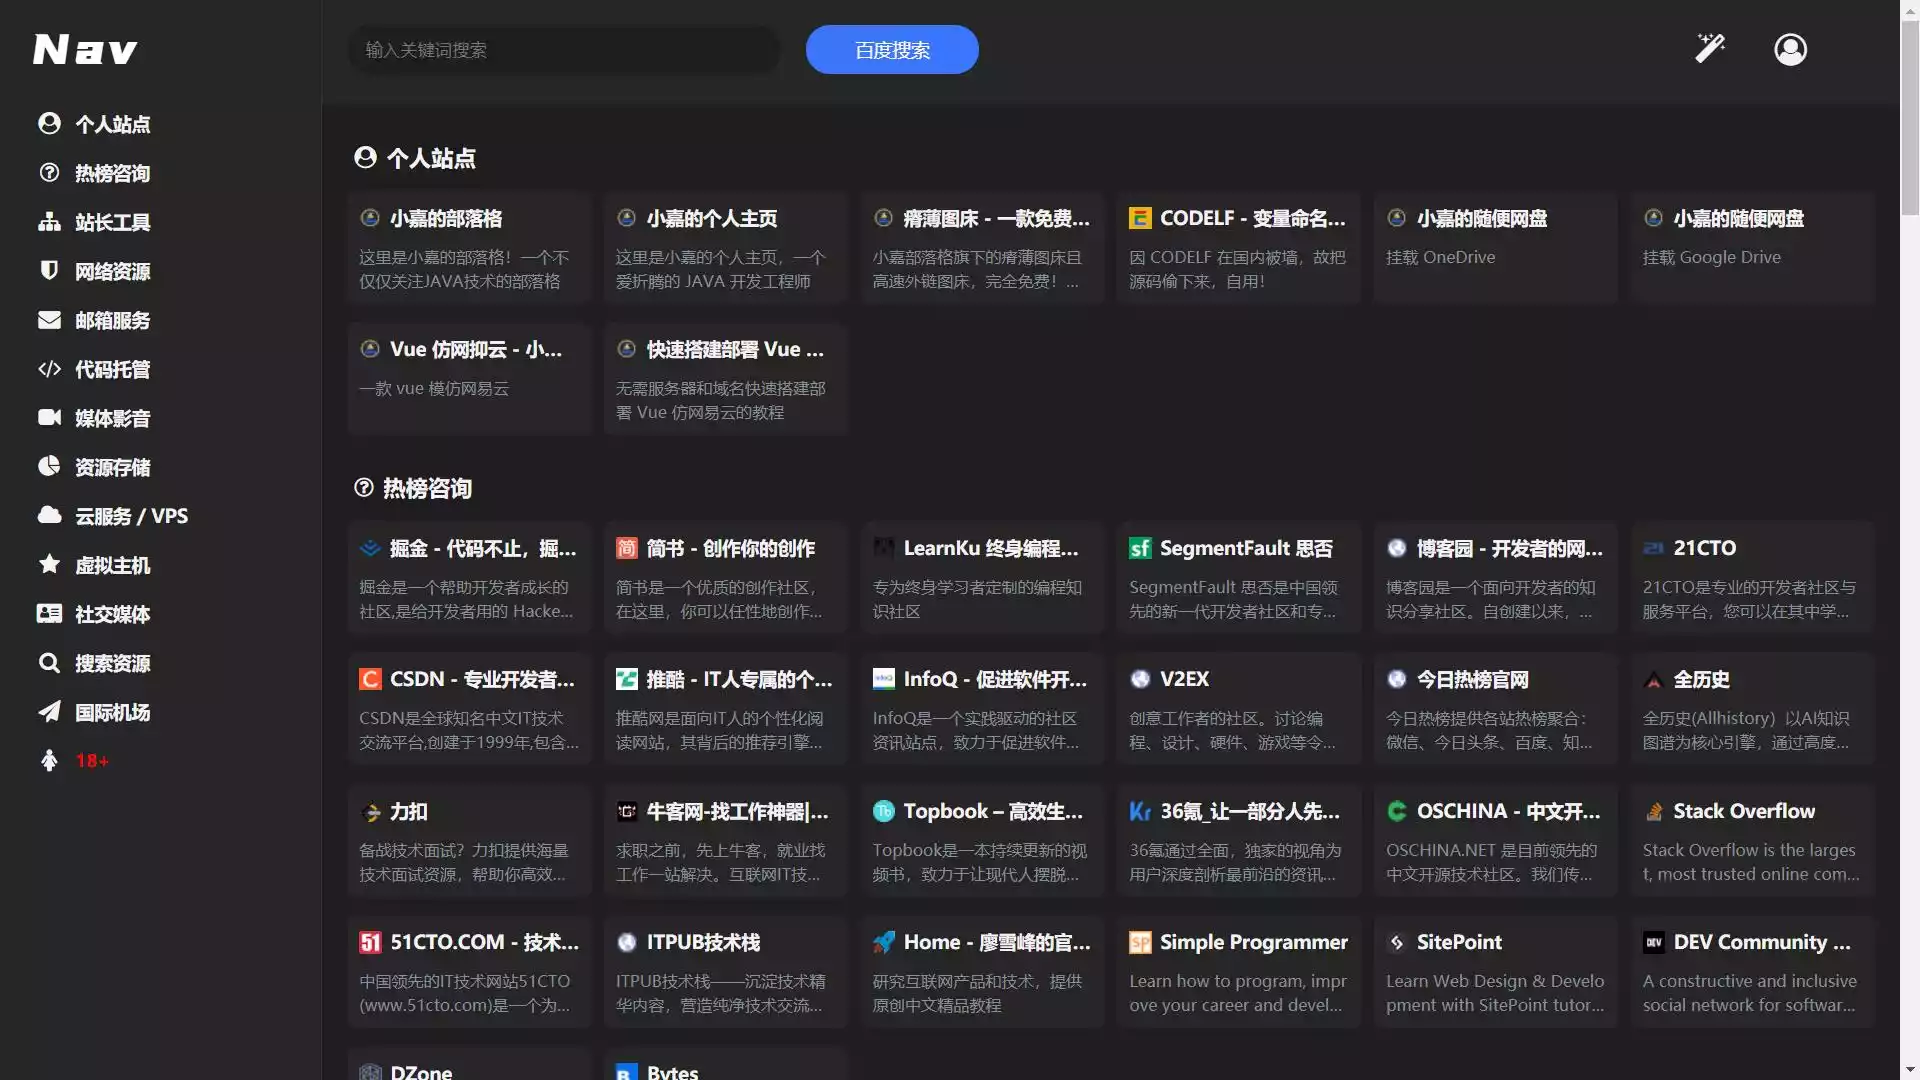 Nav
输入关键词搜索
百度搜索
个人站点
热榜咨询
站长工具
网络资源
邮箱服务
代码托管
媒体影音
资源存储
云服务 / VPS
虚拟主机
社交媒体
搜索资源
国际机场
18+
个人站点
小嘉的部落格
这里是小嘉的部落格！一个不
仅仅关注JAVA技术的部落格
小嘉的个人主页
这里是小嘉的个人主页，一个
爱折腾的 JAVA 开发工程师
瘠薄图床 - 一款免费...
小嘉部落格旗下的瘠薄图床且
高速外链图床，完全免费！...
CODELF - 变量命名...
因 CODELF 在国内被墙，故把
源码偷下来，自用！
小嘉的随便网盘
挂载 OneDrive
小嘉的随便网盘
挂载 Google Drive
Vue 仿网抑云 - 小...
一款 vue 模仿网易云
快速搭建部署 Vue ...
无需服务器和域名快速搭建部
署 Vue 仿网易云的教程
热榜咨询
掘金 - 代码不止，掘...
掘金是一个帮助开发者成长的
社区,是给开发者用的 Hacke...
简书 - 创作你的创作
简书是一个优质的创作社区，
在这里，你可以任性地创作...
LearnKu 终身编程...
专为终身学习者定制的编程知
识社区
SegmentFault 思否
SegmentFault 思否是中国领
先的新一代开发者社区和专...
博客园 - 开发者的网...
博客园是一个面向开发者的知
识分享社区。自创建以来，...
21CTO
21CTO是专业的开发者社区与
服务平台，您可以在其中学...
CSDN - 专业开发者...
CSDN是全球知名中文IT技术
交流平台,创建于1999年,包含...
推酷 - IT人专属的个...
推酷网是面向IT人的个性化阅
读网站，其背后的推荐引擎...
InfoQ - 促进软件开...
InfoQ是一个实践驱动的社区
资讯站点，致力于促进软件...
V2EX
创意工作者的社区。讨论编
程、设计、硬件、游戏等令...
今日热榜官网
今日热榜提供各站热榜聚合：
微信、今日头条、百度、知...
全历史
全历史(Allhistory）以AI知识
图谱为核心引擎，通过高度...
力扣
备战技术面试？力扣提供海量
技术面试资源，帮助你高效...
牛客网-找工作神器|...
求职之前，先上牛客，就业找
工作一站解决。互联网IT技...
Topbook – 高效生...
Topbook是一本持续更新的视
频书，致力于让现代人摆脱...
36氪_让一部分人先...
36氪通过全面，独家的视角为
用户深度剖析最前沿的资讯...
OSCHINA - 中文开...
OSCHINA.NET 是目前领先的
中文开源技术社区。我们传...
Stack Overflow
Stack Overflow is the larges
t, most trusted online com...
51CTO.COM - 技术...
中国领先的IT技术网站51CTO
(www.51cto.com)是一个为...
ITPUB技术栈
ITPUB技术栈——沉淀技术精
华内容，营造纯净技术交流...
Home - 廖雪峰的官...
研究互联网产品和技术，提供
原创中文精品教程
Simple Programmer
Learn how to program, impr
ove your career and devel...
SitePoint
Learn Web Design & Develo
pment with SitePoint tutor...
DEV Community ...
A constructive and inclusive
social network for softwar...
DZone
Bytes